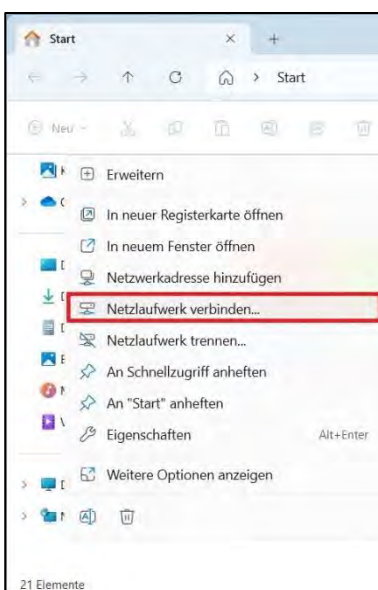 Start
Start
Neu
Erweitern
In neuer Registerkarte öffnen
In neuem Fenster öffnen
Netzwerkadresse hinzufügen
Netzlaufwerk verbinden...
Netzlaufwerk trennen...
An Schnellzugriff anheften
An "Start" anheften
Eigenschaften Alt+Enter
Weitere Optionen anzeigen
21 Elemente